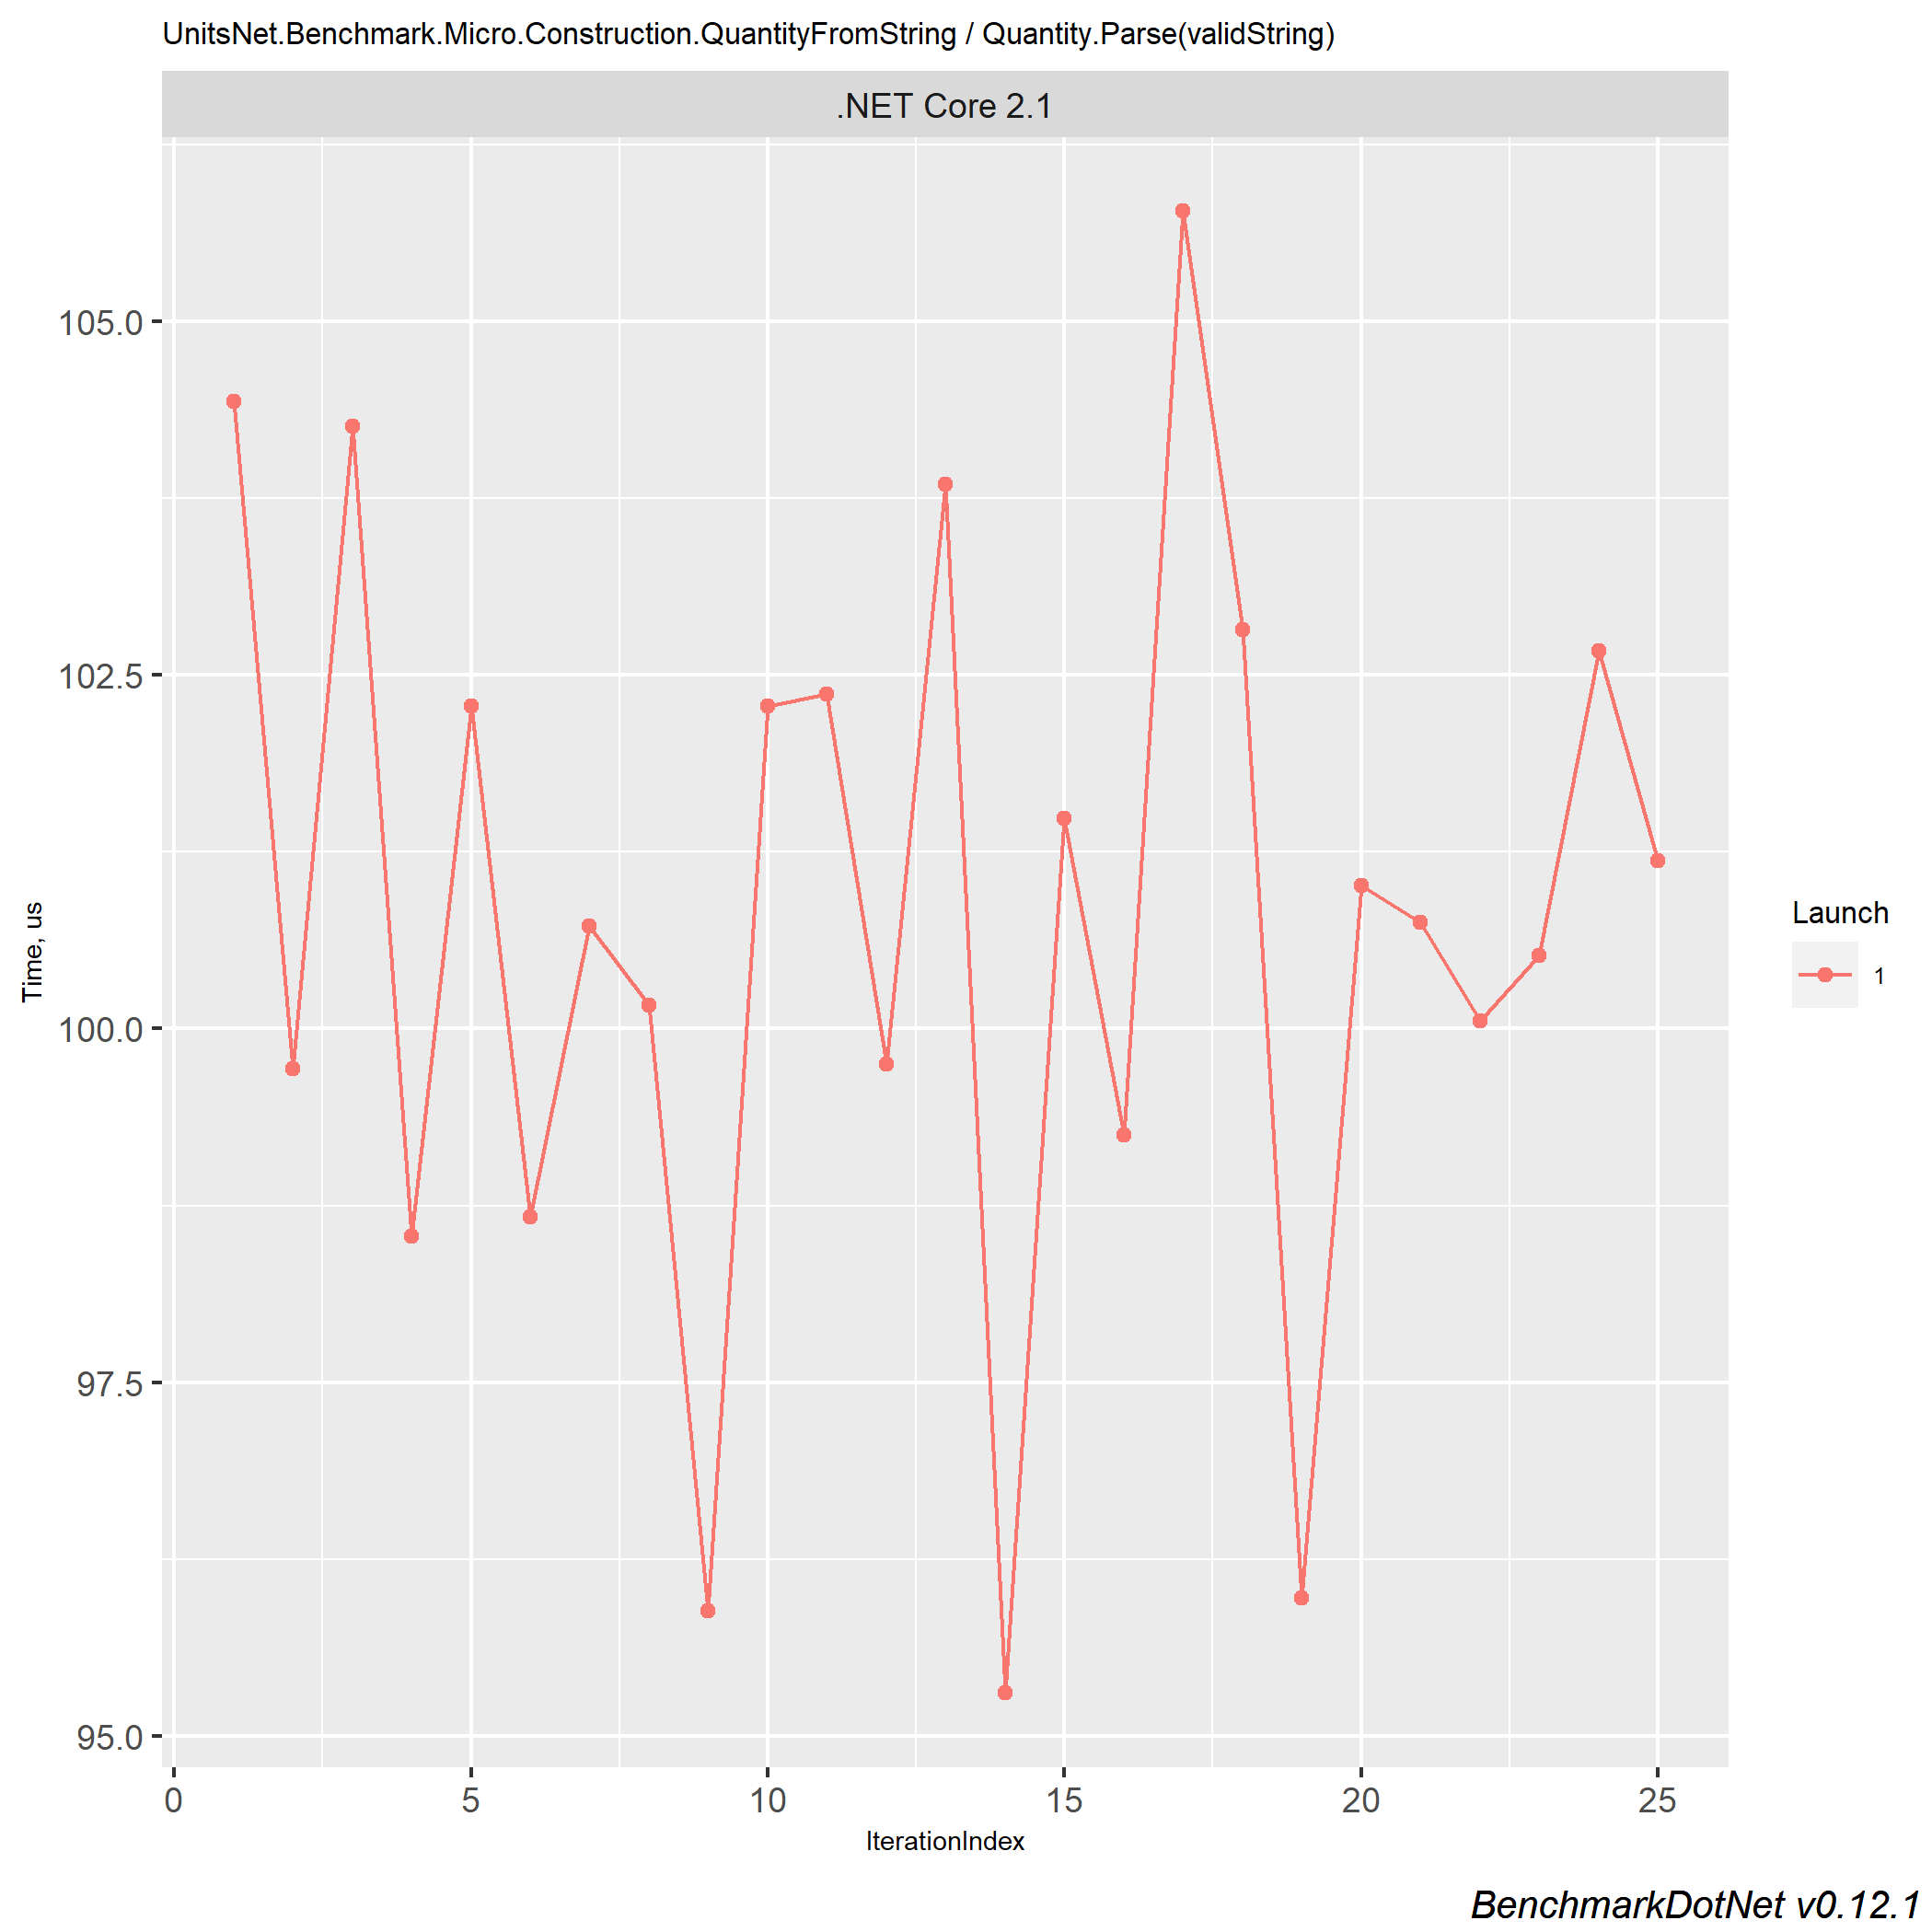 UnitsNet.Benchmark.Micro.Construction.QuantityFromString / Quantity.Parse(validString)
.NET Core 2.1
105.0
102.5
100.0
97.5
95.0
Time, us
0 5 10 15 20 25
IterationIndex
Launch
1
BenchmarkDotNet v0.12.1